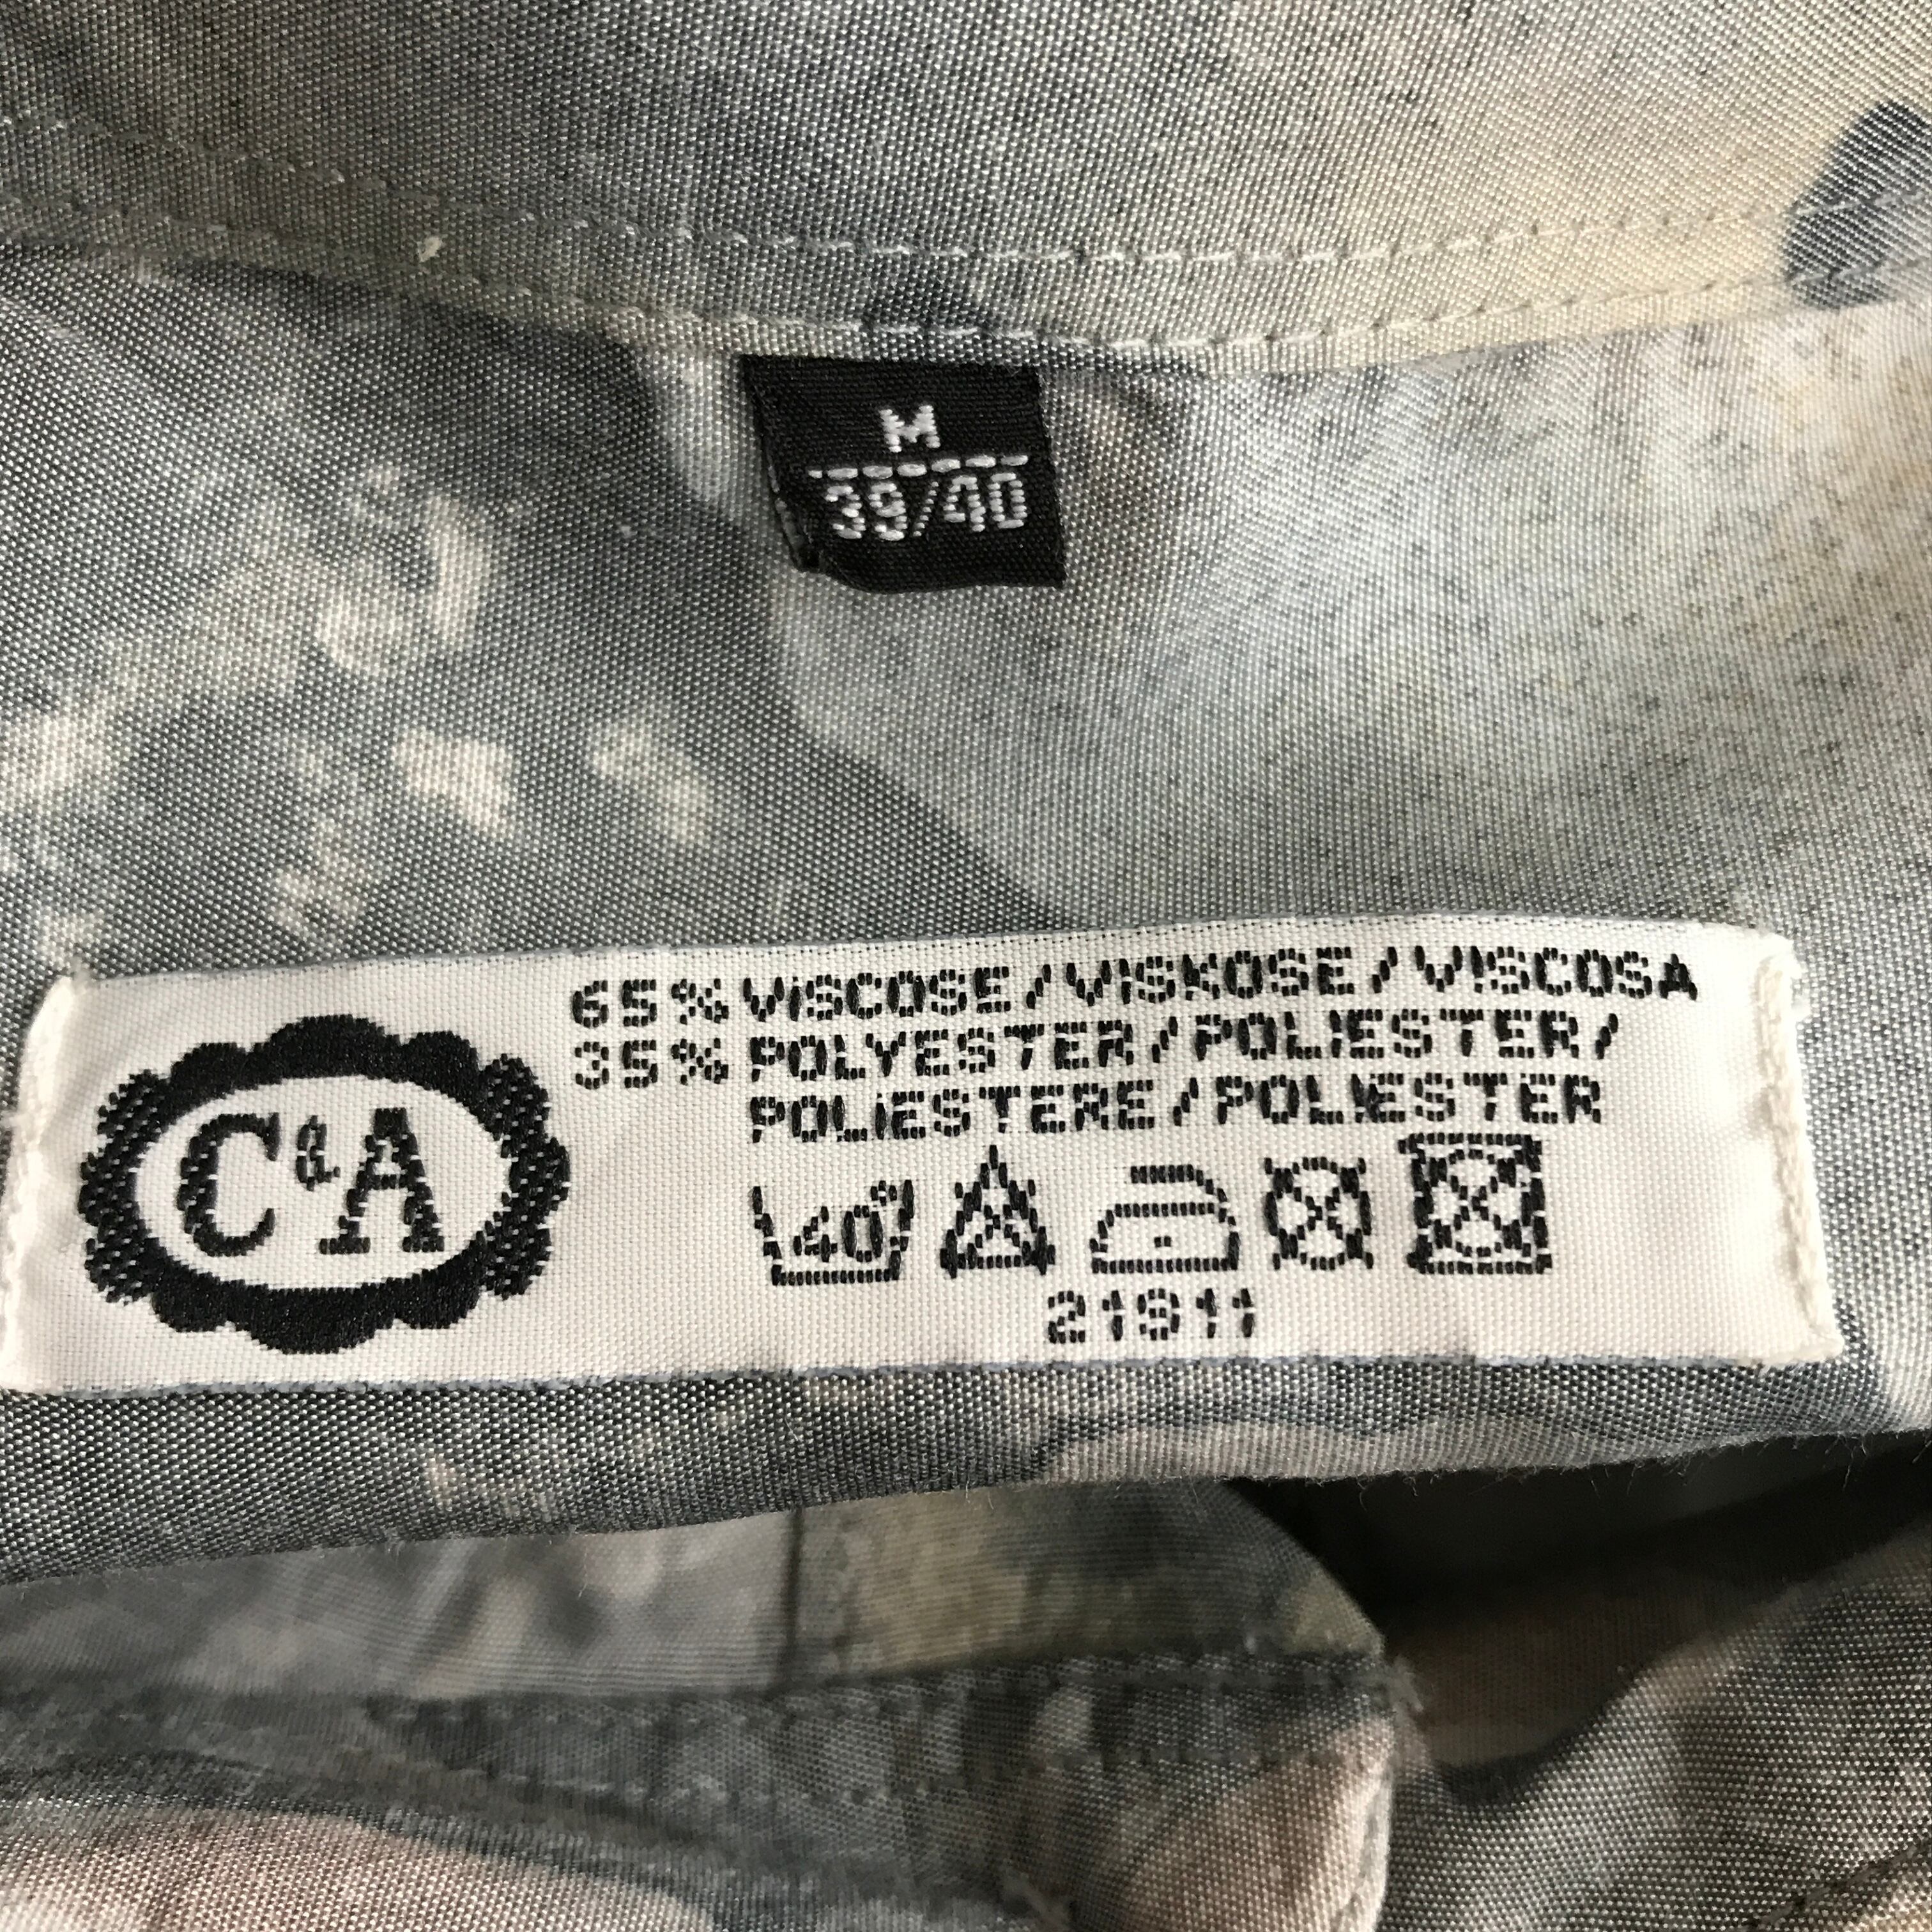 M
39/40
C&A
65% VISCOSE / VISKOSE / VISCOSA
35% POLYESTER / POLIESTER /
POLIESTERE / POLIESTER
40°
21911